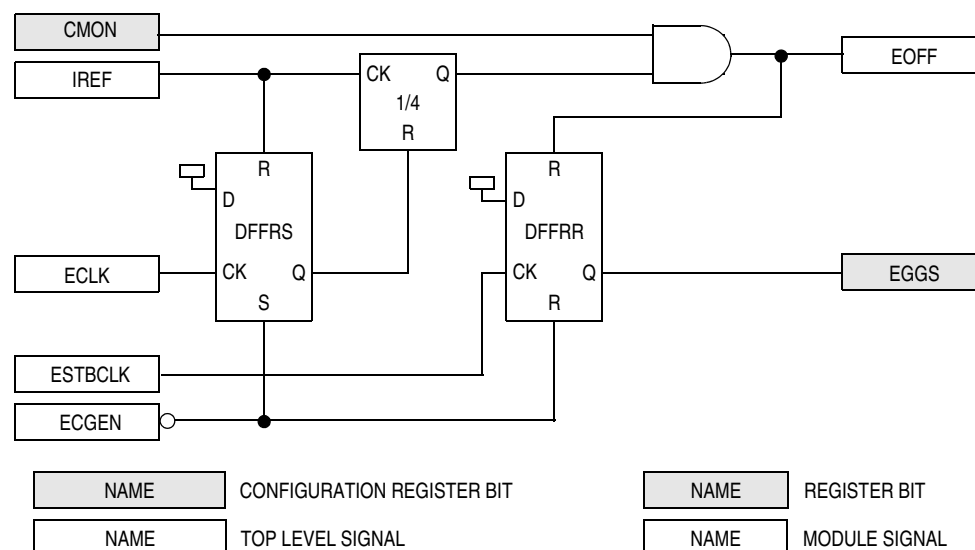 CMON
IREF
CK Q
1/4
R
EOFF
R
D
DFFRS
CK Q
S
R
D
DFFRR
CK Q
R
ECLK
EGGS
ESTBCLK
ECGEN
NAME CONFIGURATION REGISTER BIT
NAME REGISTER BIT
NAME TOP LEVEL SIGNAL
NAME MODULE SIGNAL